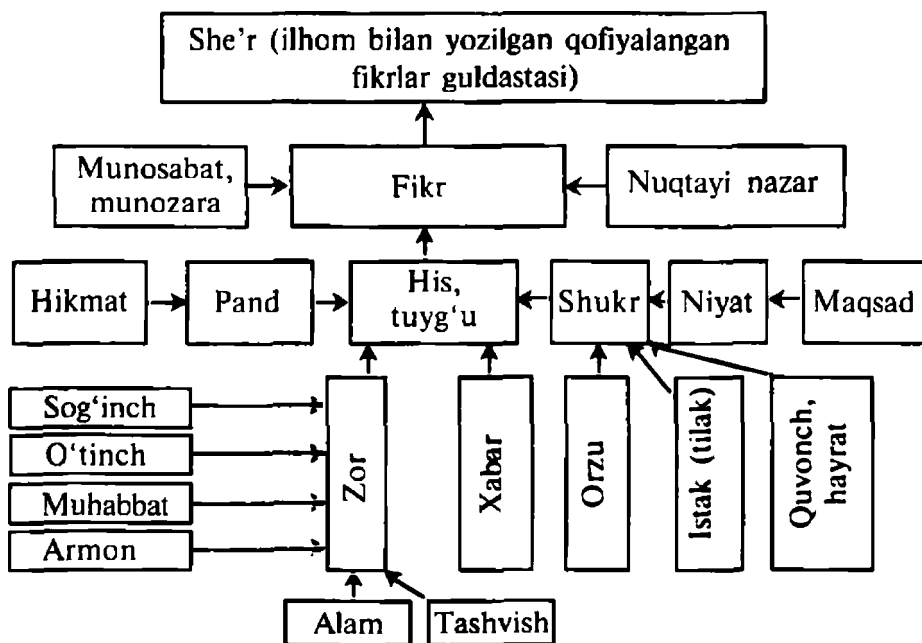 She'r (ilhom bilan yozilgan qofiyalangan
fikrlar guldastasi)
Munosabat,
munozara
Fikr
Nuqtayi nazar
Hikmat
Pand
His,
tuyg‘u
Shukr
Niyat
Maqsad
Sog‘inch
O‘tinch
Muhabbat
Armon
Zor
Xabar
Orzu
Istak (tilak)
Quvonch,
hayrat
Alam
Tashvish